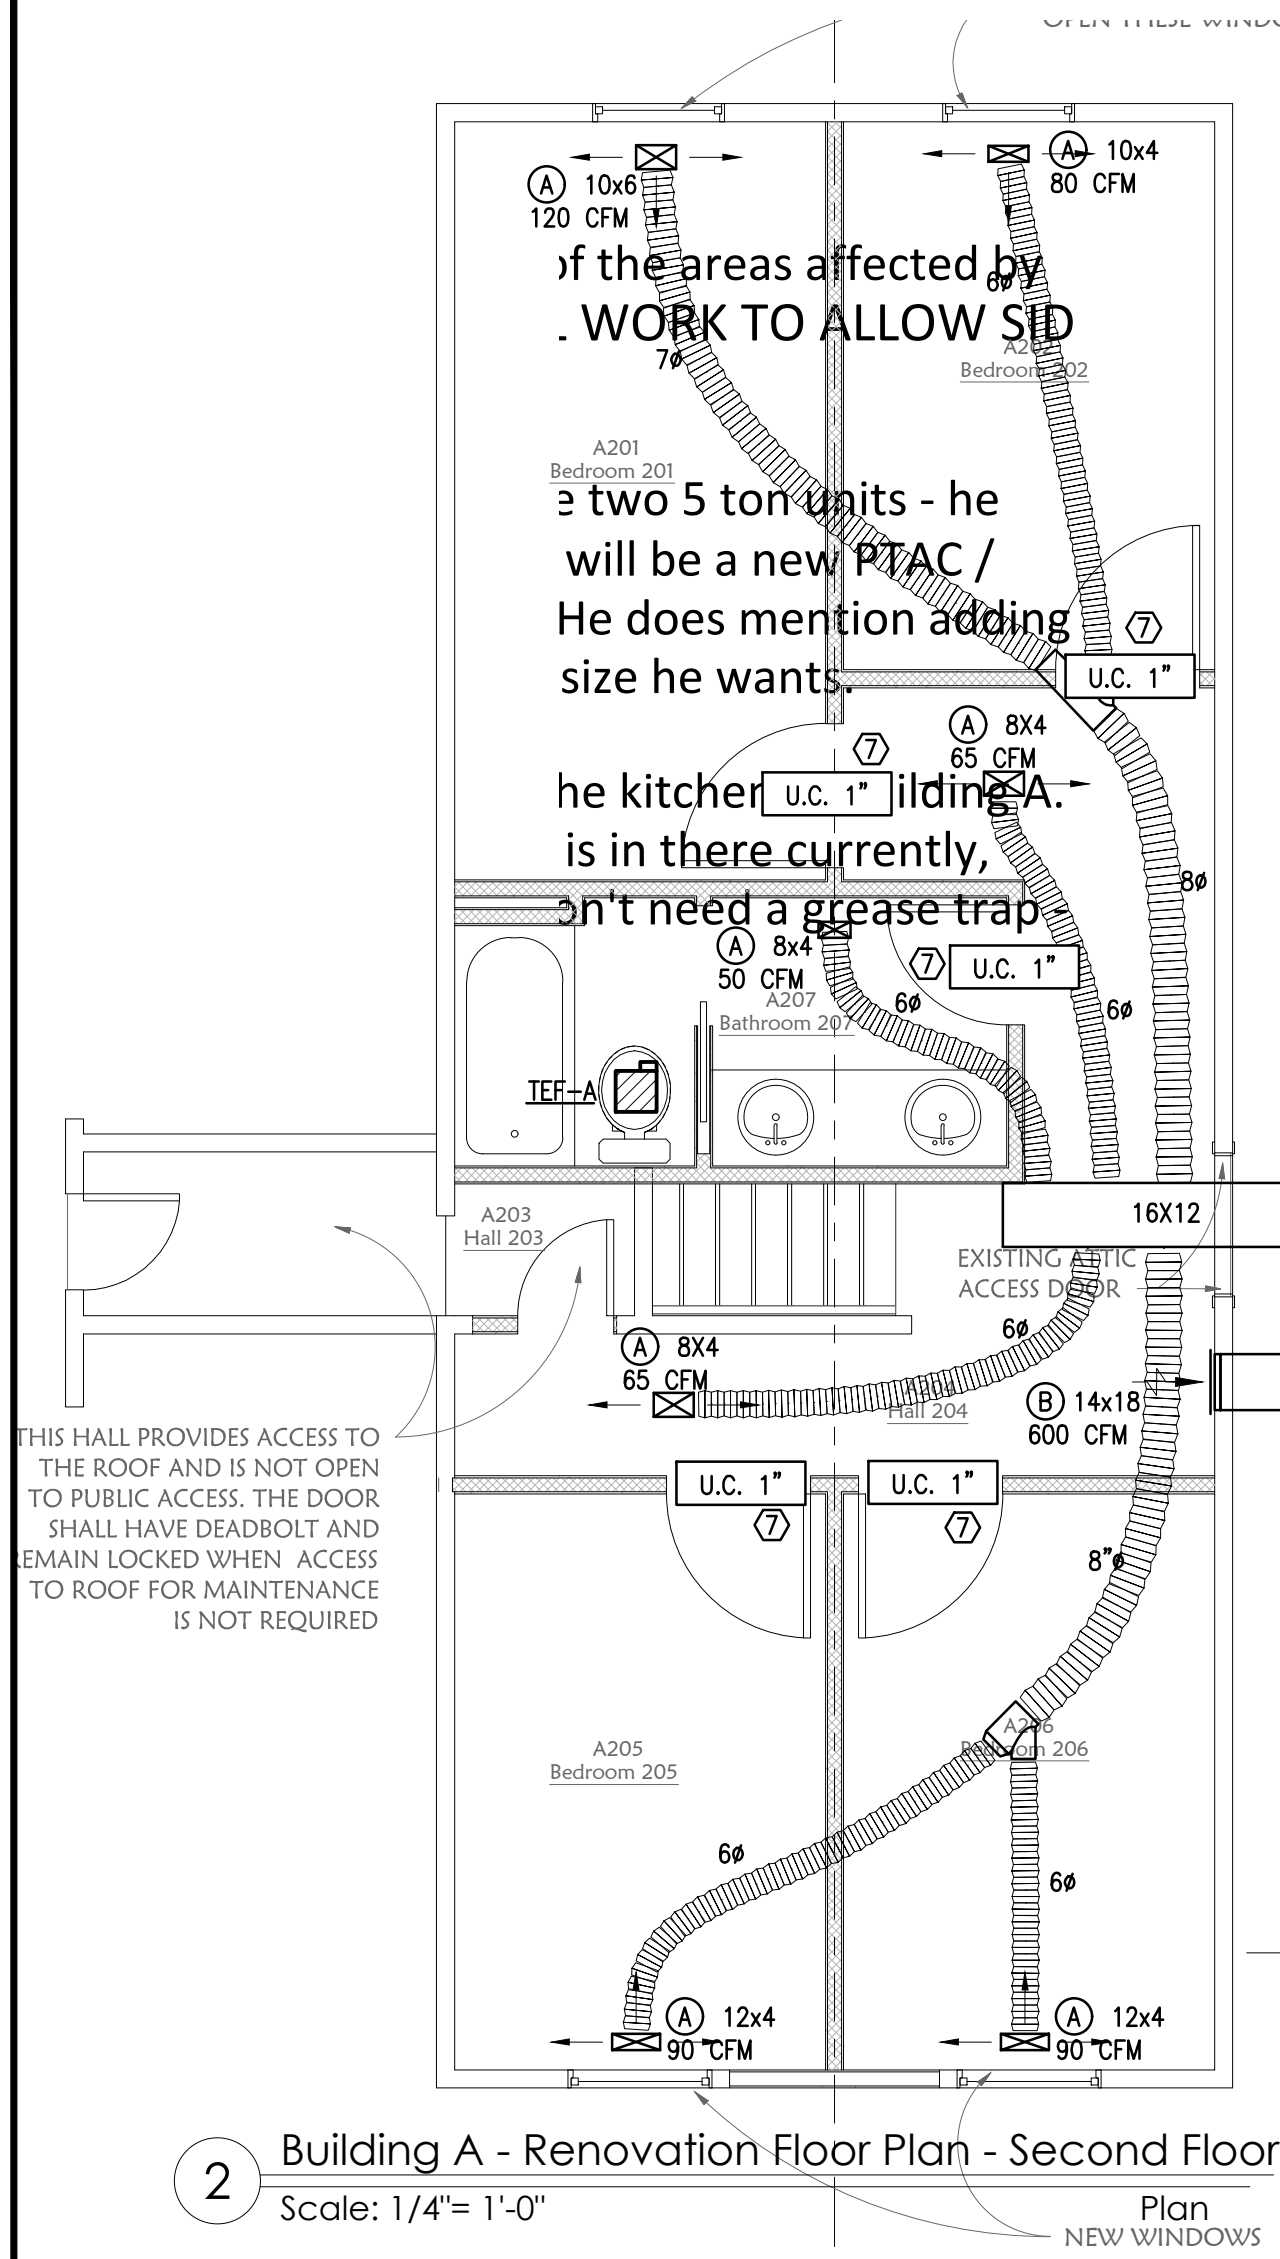 OPEN THESE
A 10x6
120 CFM
A 10x4
80 CFM
of the areas affected by
6ø
WORK TO ALLOW SID
7ø
A202
Bedroom 202
A201
Bedroom 201
two 5 ton units - he
will be a new PTAC /
He does mention adding
7
size he wants.
U.C. 1”
A 8X4
65 CFM
7
he kitchen
U.C. 1”
ilding A.
is in there currently,
8ø
on't need a grease trap -
A 8x4
50 CFM
7
U.C. 1”
A207
Bathroom 207
6ø
6ø
TEF-A
A203
Hall 203
16X12
EXISTING ATTIC
ACCESS DOOR
6ø
A 8X4
65 CFM
A204
Hall 204
B 14x18
600 CFM
THIS HALL PROVIDES ACCESS TO
THE ROOF AND IS NOT OPEN
TO PUBLIC ACCESS. THE DOOR
SHALL HAVE DEADBOLT AND
REMAIN LOCKED WHEN ACCESS
TO ROOF FOR MAINTENANCE
IS NOT REQUIRED
U.C. 1”
U.C. 1”
7
7
8”ø
A205
Bedroom 205
A206
Bedroom 206
6ø
6ø
A 12x4
90 CFM
A 12x4
90 CFM
2
Building A - Renovation Floor Plan - Second Floor
Scale: 1/4"= 1'-0"
Plan
NEW WINDOWS